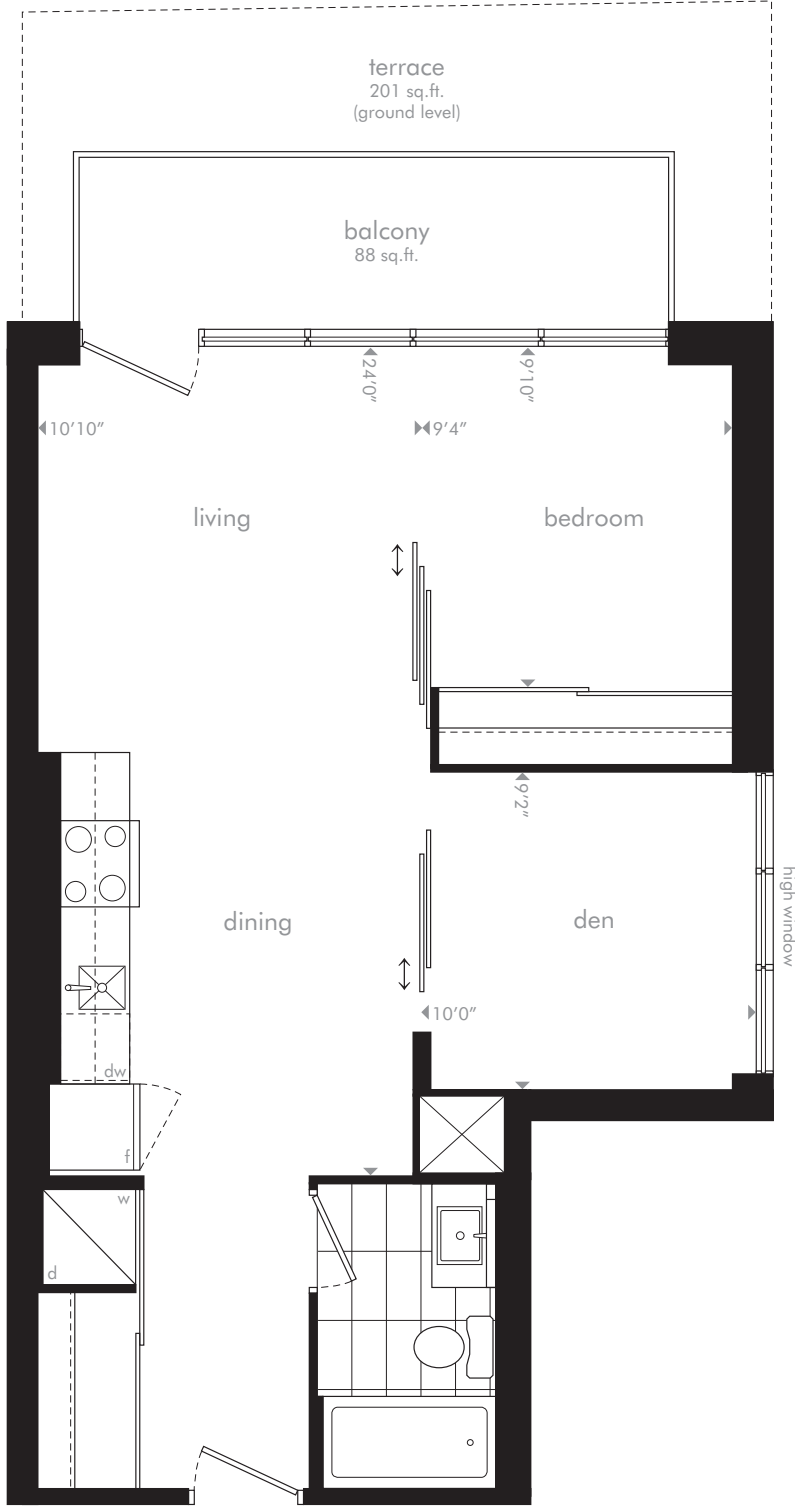 terrace
201 sq.ft.
(ground level)
balcony
88 sq.ft.
24'0"
9'10"
10'10"
9'4"
living
bedroom
9'2"
high window
dining
den
10'0"
dw
f
w
d